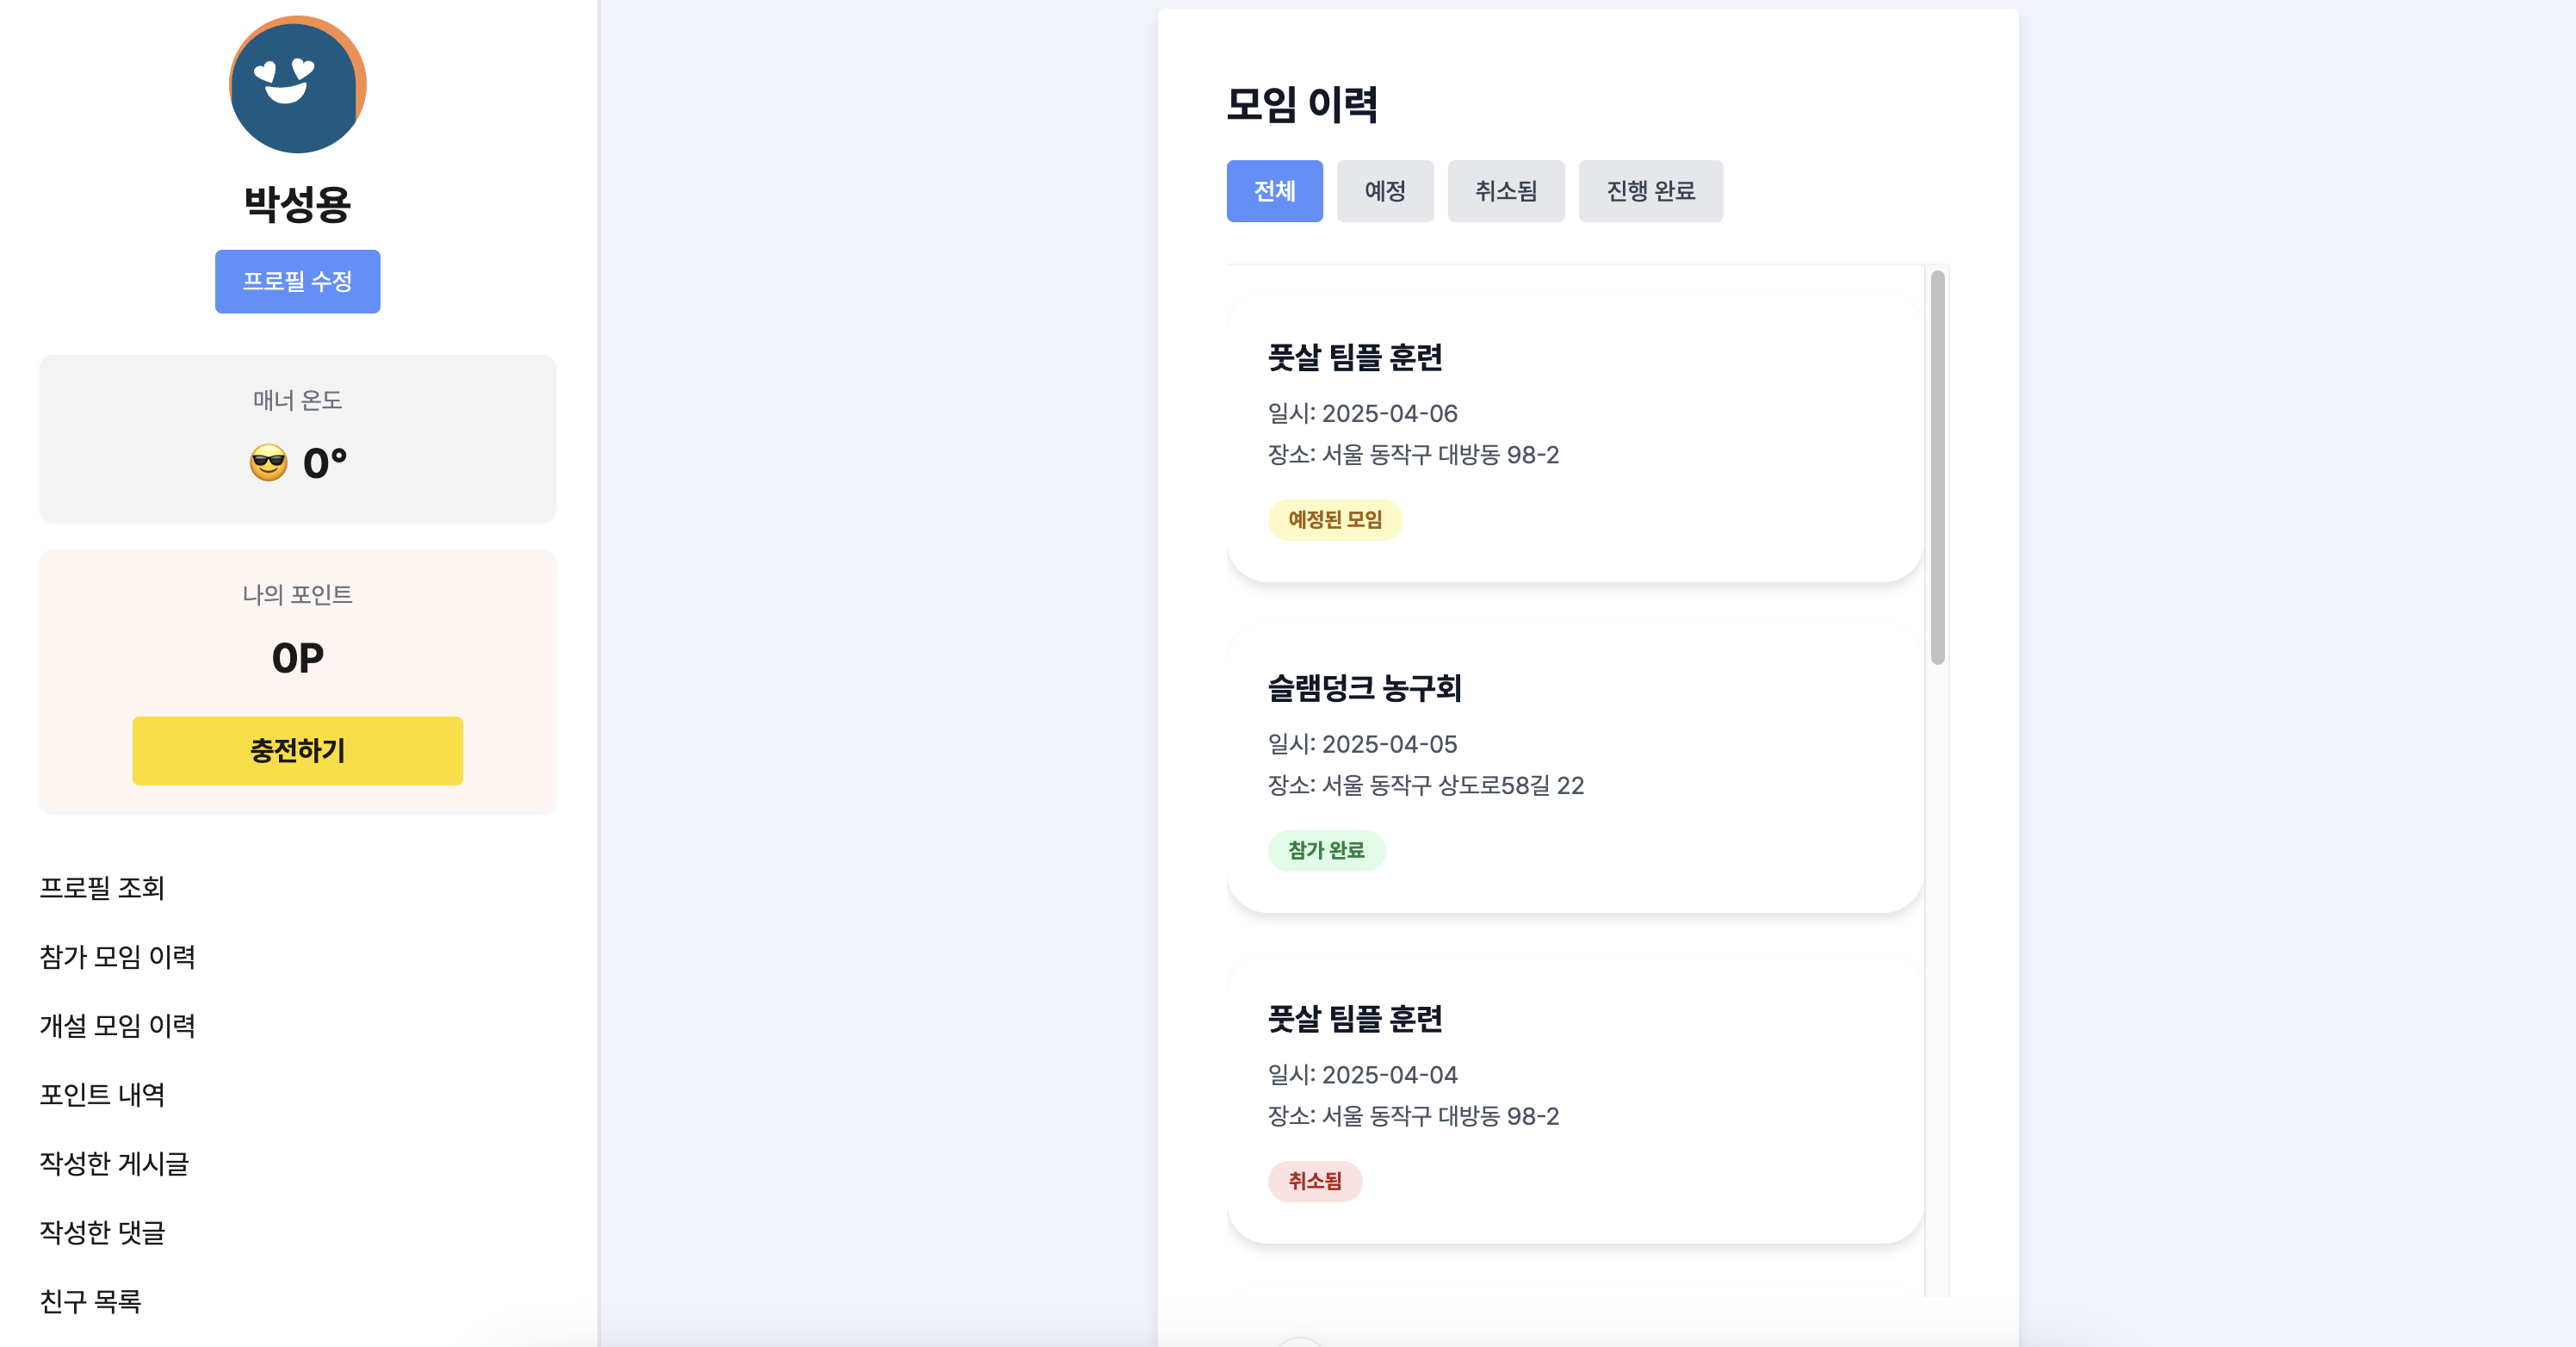 박성용
프로필 수정
매너 온도
😎 0°
나의 포인트
0P
충전하기
프로필 조회
참가 모임 이력
개설 모임 이력
포인트 내역
작성한 게시글
작성한 댓글
친구 목록
모임 이력
전체 예정 취소됨 진행 완료
풋살 팀플 훈련
일시: 2025-04-06
장소: 서울 동작구 대방동 98-2
예정된 모임
슬램덩크 농구회
일시: 2025-04-05
장소: 서울 동작구 상도로58길 22
참가 완료
풋살 팀플 훈련
일시: 2025-04-04
장소: 서울 동작구 대방동 98-2
취소됨